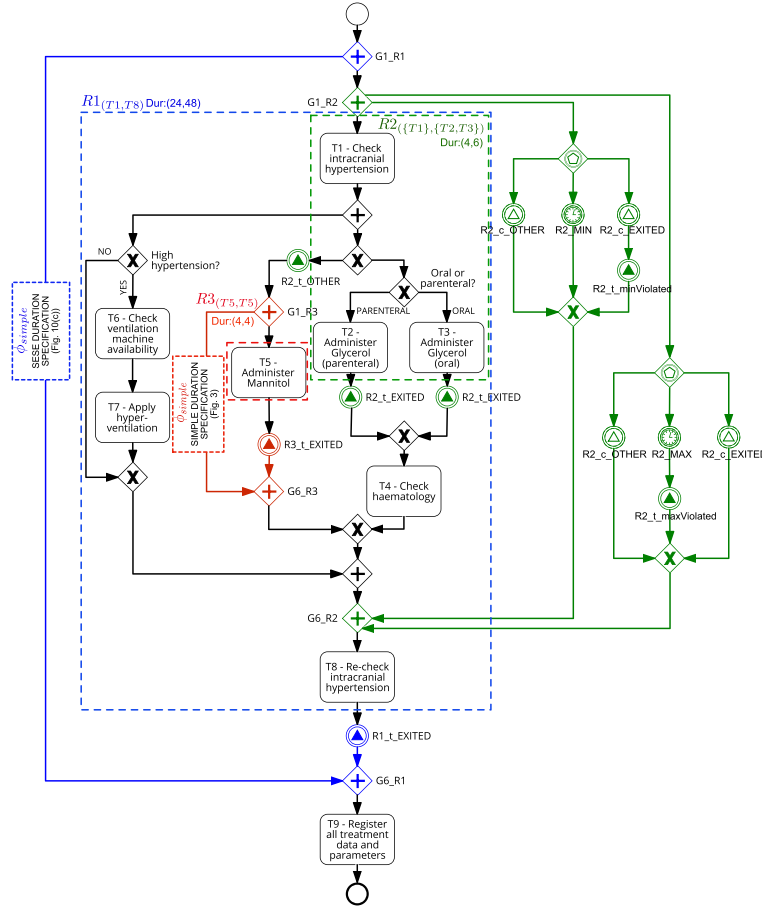 G1_R1
R1(T1,T8) Dur:(24,48)
G1_R2
R2({T1},{T2,T3})
Dur:(4,6)
T1 - Check
intracranial
hypertension
R2_c_OTHER
R2_MIN
R2_c_EXITED
R2_t_minViolated
NO
YES
High
hypertension?
R2_t_OTHER
Oral or
parenteral?
PARENTERAL
ORAL
R3(T5,T5)
Dur:(4,4)
G1_R3
ϕsimple
SESE DURATION
SPECIFICATION
(Fig. 10(c))
T6 - Check
ventilation
machine
availability
T2 -
Administer
Glycerol
(parenteral)
T3 -
Administer
Glycerol
(oral)
T5 -
Administer
Mannitol
ϕsimple
SIMPLE DURATION
SPECIFICATION
(Fig. 3)
T7 - Apply
hyper-
ventilation
R2_t_EXITED
R2_t_EXITED
R3_t_EXITED
R2_c_OTHER
R2_MAX
R2_c_EXITED
R2_t_maxViolated
G6_R3
T4 - Check
haematology
G6_R2
T8 - Re-check
intracranial
hypertension
R1_t_EXITED
G6_R1
T9 - Register
all treatment
data and
parameters